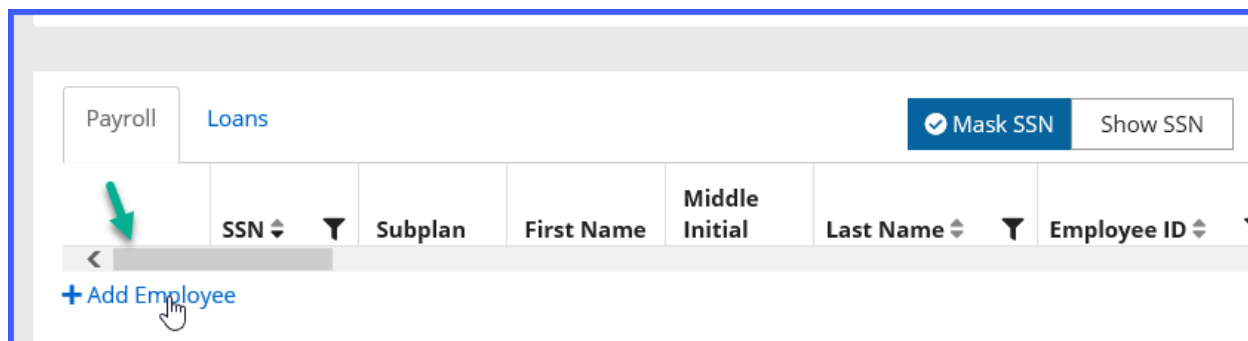 Payroll
Loans
Mask SSN
Show SSN
Middle
SSN
Subplan
First Name
Initial
Last Name
Employee ID
Add Employee